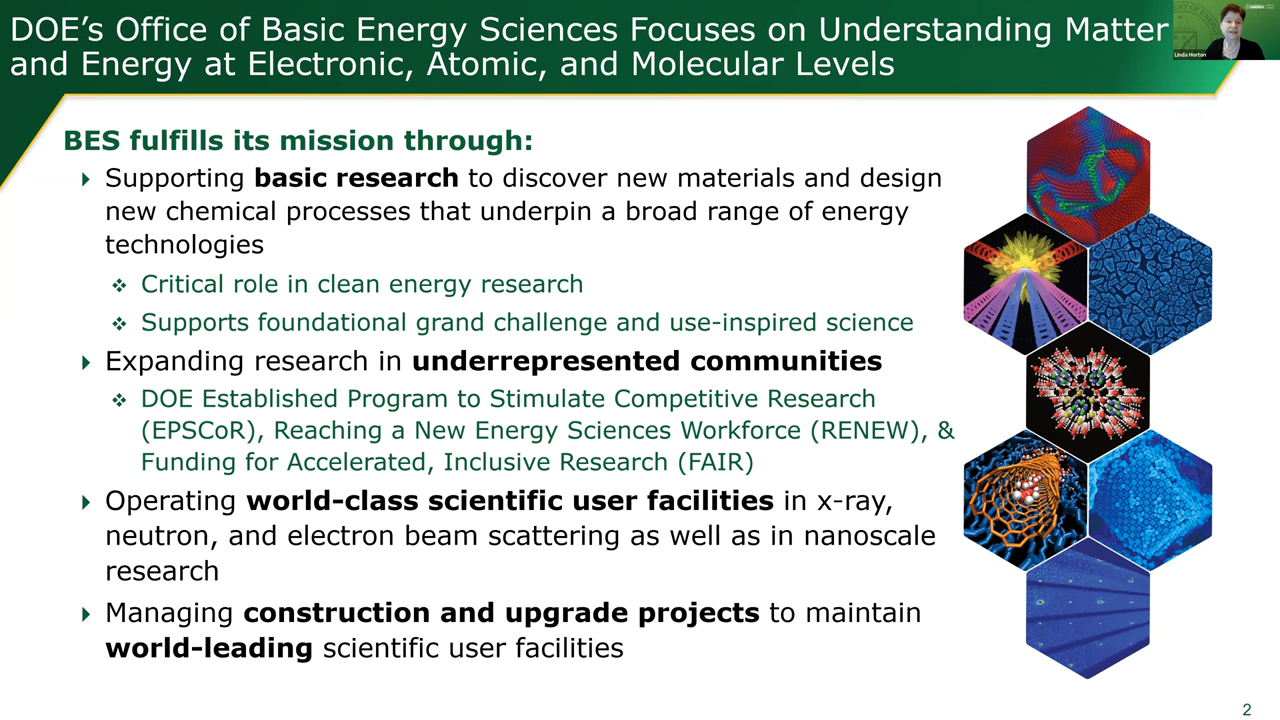 DOE’s Office of Basic Energy Sciences Focuses on Understanding Matter
and Energy at Electronic, Atomic, and Molecular Levels
Linda Horton
BES fulfills its mission through:
Supporting basic research to discover new materials and design
new chemical processes that underpin a broad range of energy
technologies
Critical role in clean energy research
Supports foundational grand challenge and use-inspired science
Expanding research in underrepresented communities
DOE Established Program to Stimulate Competitive Research
(EPSCoR), Reaching a New Energy Sciences Workforce (RENEW), &
Funding for Accelerated, Inclusive Research (FAIR)
Operating world-class scientific user facilities in x-ray,
neutron, and electron beam scattering as well as in nanoscale
research
Managing construction and upgrade projects to maintain
world-leading scientific user facilities
2